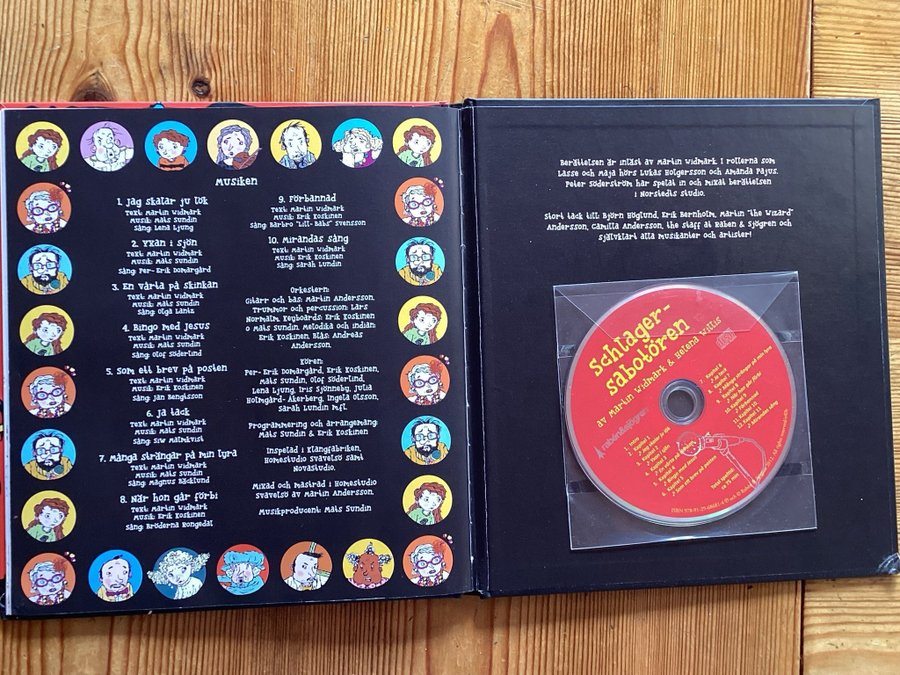 Musiken
1. Jag skalar ju lök
Text: Martin Widmark
Musik: Mats Sundin
Sång: Lena Ljung
2. Yxan i sjön
Text: Martin Widmark
Musik: Mats Sundin
Sång: Per- Erik Domargård
3. En vårta på skinkan
Text: Martin Widmark
Musik: Mats Sundin
Sång: Olga Läntz
4. Bingo med Jesus
Text: Martin Widmark
Musik: Mats Sundin
Sång: Olof Söderlind
5. Som ett brev på posten
Text: Martin Widmark
Musik: Erik Koskinen
Sång: Jan Bengtsson
6. Ja tack
Text: Martin Widmark
Musik: Mats Sundin
Sång: Siw Malmkvist
7. Många strängar på min lyra
Text: Martin Widmark
Musik: Mats Sundin
Sång: Magnus Bäcklund
8. När hon går förbi
Text: Martin Widmark
Musik: Erik Koskinen
Sång: Bröderna Kongedal
9. Förbannad
Text: Martin Widmark
Musik: Erik Koskinen
Sång: Barbro "Lill-Babs" Svensson
10. Mirandas sång
Text: Martin Widmark
Musik: Erik Koskinen
Sång: Sarah Lundin
Orkestern:
Gitarr och bas: Martin Andersson.
Trummor och percussion: Lars
Normalm. Keyboards: Erik Koskinen
o Mats Sundin. Melodika och indian:
Erik Koskinen. Blås: Andreas
Andersson.
Kören:
Per- Erik Domargård, Erik Koskinen,
Mats Sundin, Olof Söderlind,
Lena Ljung, Iris Sjönneby, Julia
Holmgård-Åkerberg, Ingela Olsson,
Sarah Lundin m.fl.
Programmering och arrangemang:
Mats Sundin & Erik Koskinen
Inspelad i Klangfabriken,
Homestudio Svavelsö samt
Novastudio.
Mixad och mastrad i Homestudio
Svavelsö av Martin Andersson.
Musikproducent: Mats Sundin
Berättelsen är inläst av Martin Widmark. I rollerna som
Lasse och Maja hörs Lukas Holgersson och Amanda Pajus.
Peter Söderström har spelat in och mixat berättelsen
i Norstedts studio.
Stort tack till: Björn Höglund, Erik Bernholm, Martin "the Wizard"
Andersson, Camilla Andersson, the staff at Rabén & Sjögren och
självklart alla musikanter och artister!
Schlager-
sabotören
av Martin Widmark & Helena Willis
rabén&sjögren